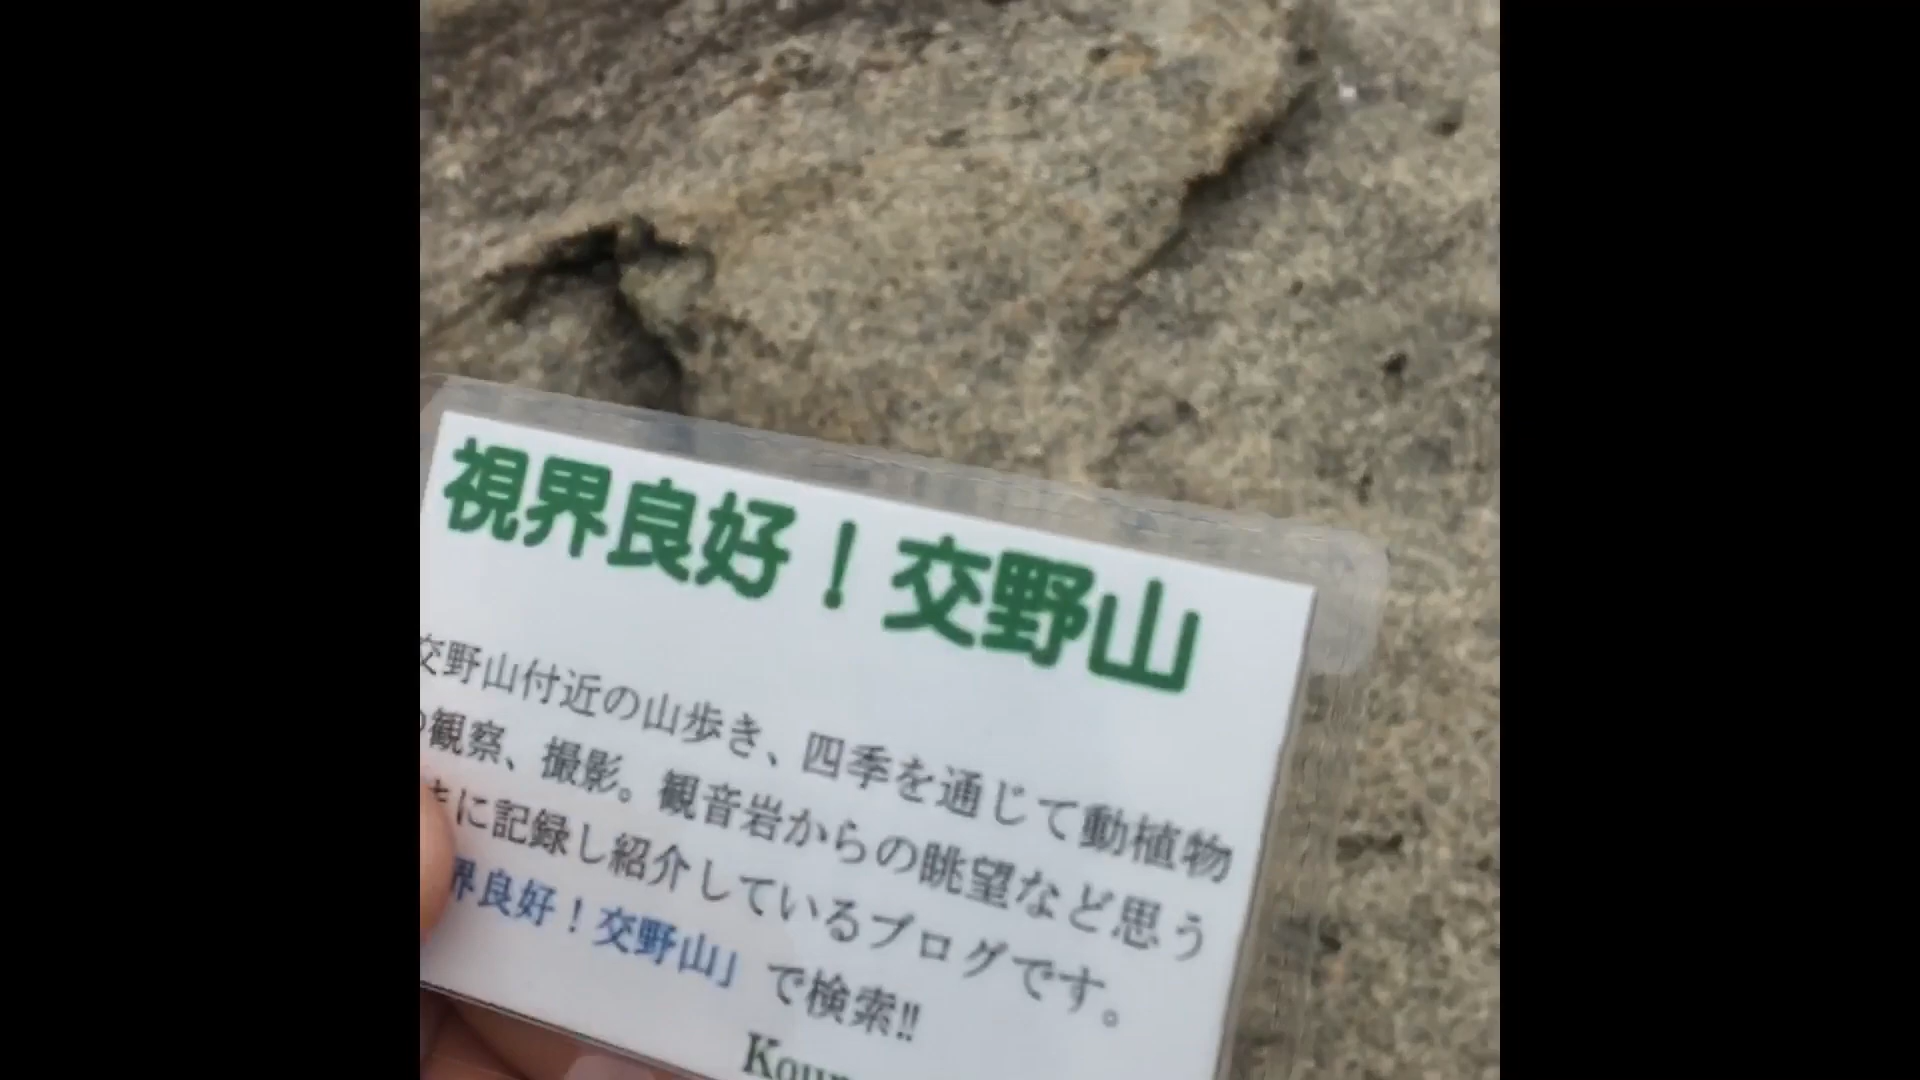 視界良好！交野山
交野山付近の山歩き、四季を通じて動植物
の観察、撮影。観音岩からの眺望など思う
きに記録し紹介しているブログです。
界良好！交野山」で検索!!
Kour